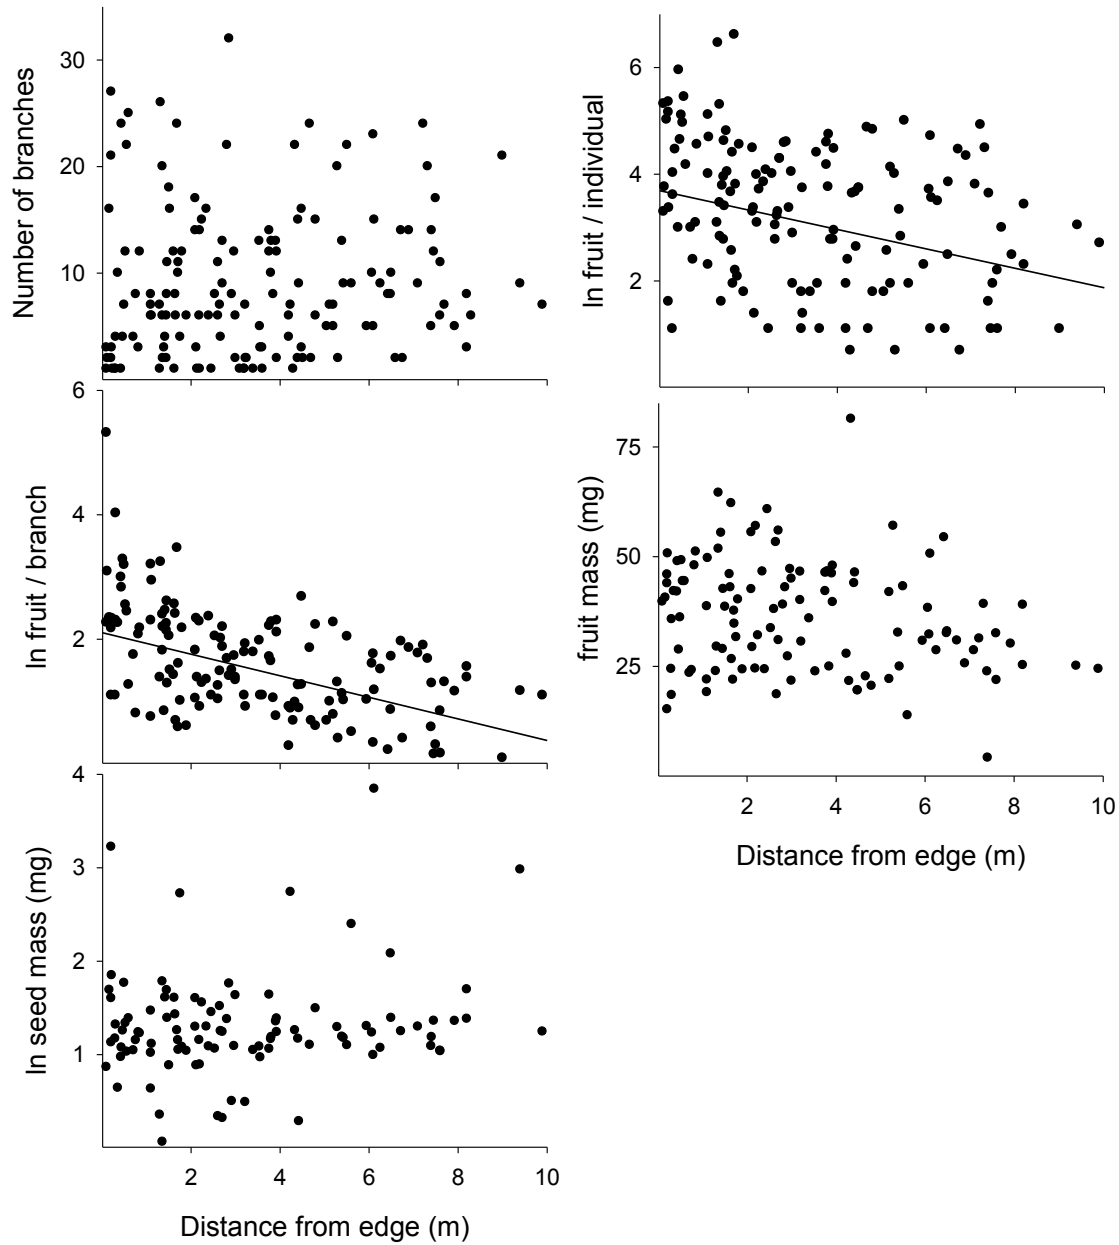 Number of branches
30
20
10
ln fruit / individual
6
4
2
ln fruit / branch
6
4
2
fruit mass (mg)
75
50
25
2 4 6 8 10
Distance from edge (m)
ln seed mass (mg)
4
3
2
1
2 4 6 8 10
Distance from edge (m)